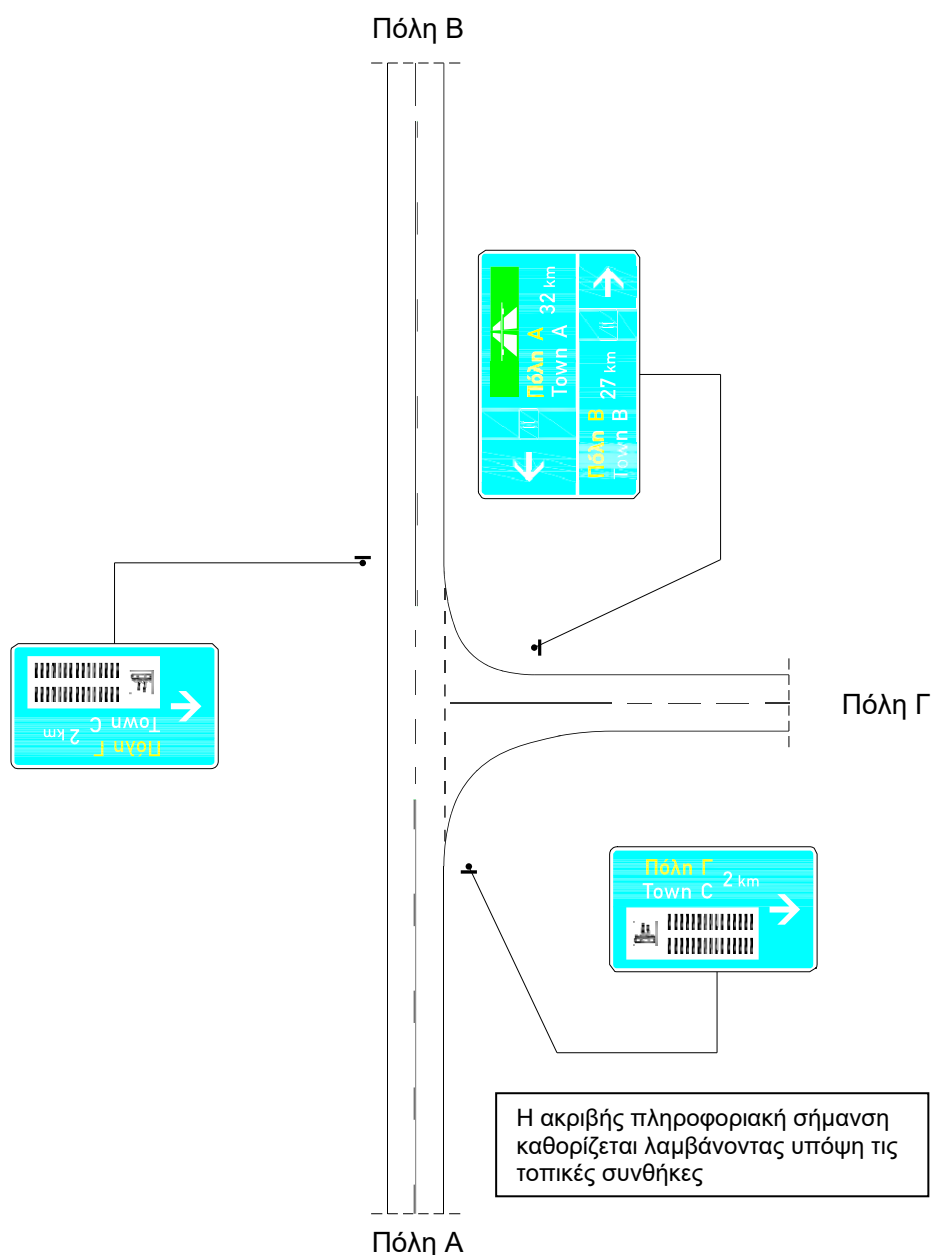 Πόλη Β
Πόλη Α 32 km
Town A
Πόλη Β 27 km
Town B
Πόλη Γ 2 km
Town C
Πόλη Γ
Πόλη Γ 2 km
Town C
Η ακριβής πληροφοριακή σήμανση
καθορίζεται λαμβάνοντας υπόψη τις
τοπικές συνθήκες
Πόλη Α